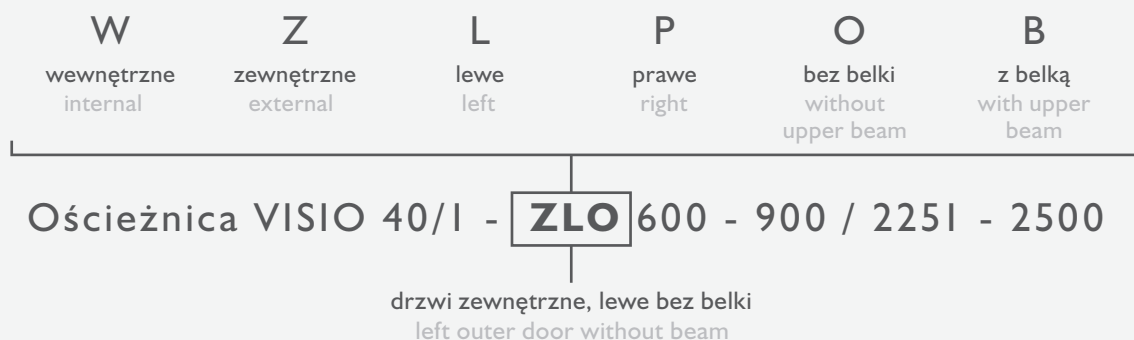 W Z L P O B
wewnętrzne zewnętrzne lewe prawe bez belki z belką
internal external left right without with upper
upper beam beam
Ościeżnica VISIO 40/1 - ZLO 600 - 900 / 2251 - 2500
drzwi zewnętrzne, lewe bez belki
left outer door without beam